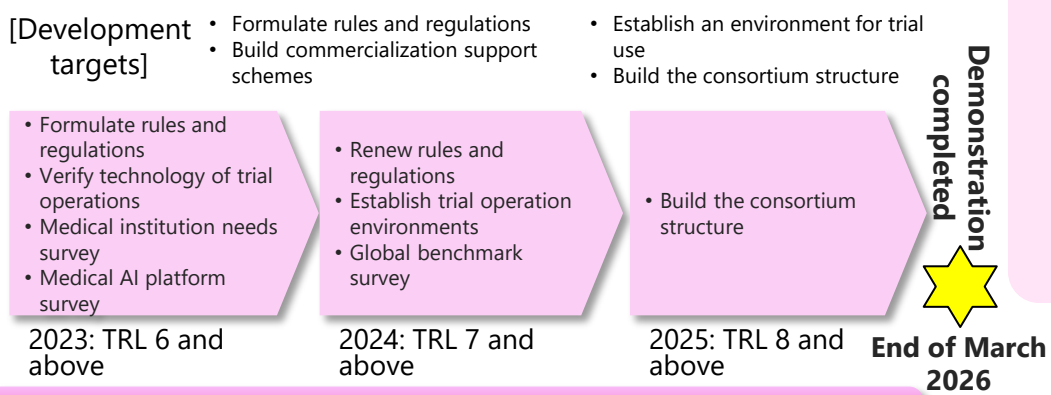 [Development
targets]
• Formulate rules and regulations
• Build commercialization support
schemes
• Establish an environment for trial
use
• Build the consortium structure
• Formulate rules and
regulations
• Verify technology of trial
operations
• Medical institution needs
survey
• Medical AI platform
survey
2023: TRL 6 and
above
• Renew rules and
regulations
• Establish trial operation
environments
• Global benchmark
survey
2024: TRL 7 and
above
• Build the consortium
structure
2025: TRL 8 and
above
Demonstration
completed
End of March
2026